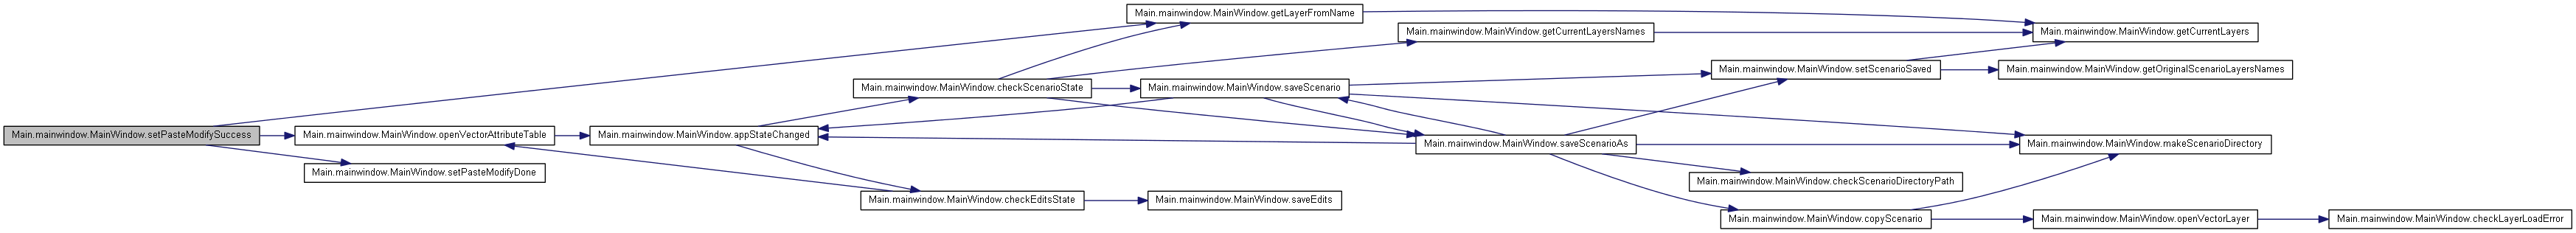 Main.mainwindow.MainWindow.setPasteModifySuccess
Main.mainwindow.MainWindow.openVectorAttributeTable
Main.mainwindow.MainWindow.setPasteModifyDone
Main.mainwindow.MainWindow.appStateChanged
Main.mainwindow.MainWindow.checkScenarioState
Main.mainwindow.MainWindow.checkEditsState
Main.mainwindow.MainWindow.getLayerFromName
Main.mainwindow.MainWindow.saveScenario
Main.mainwindow.MainWindow.saveEdits
Main.mainwindow.MainWindow.getCurrentLayersNames
Main.mainwindow.MainWindow.saveScenarioAs
Main.mainwindow.MainWindow.setScenarioSaved
Main.mainwindow.MainWindow.checkScenarioDirectoryPath
Main.mainwindow.MainWindow.copyScenario
Main.mainwindow.MainWindow.getCurrentLayers
Main.mainwindow.MainWindow.getOriginalScenarioLayersNames
Main.mainwindow.MainWindow.makeScenarioDirectory
Main.mainwindow.MainWindow.openVectorLayer
Main.mainwindow.MainWindow.checkLayerLoadError